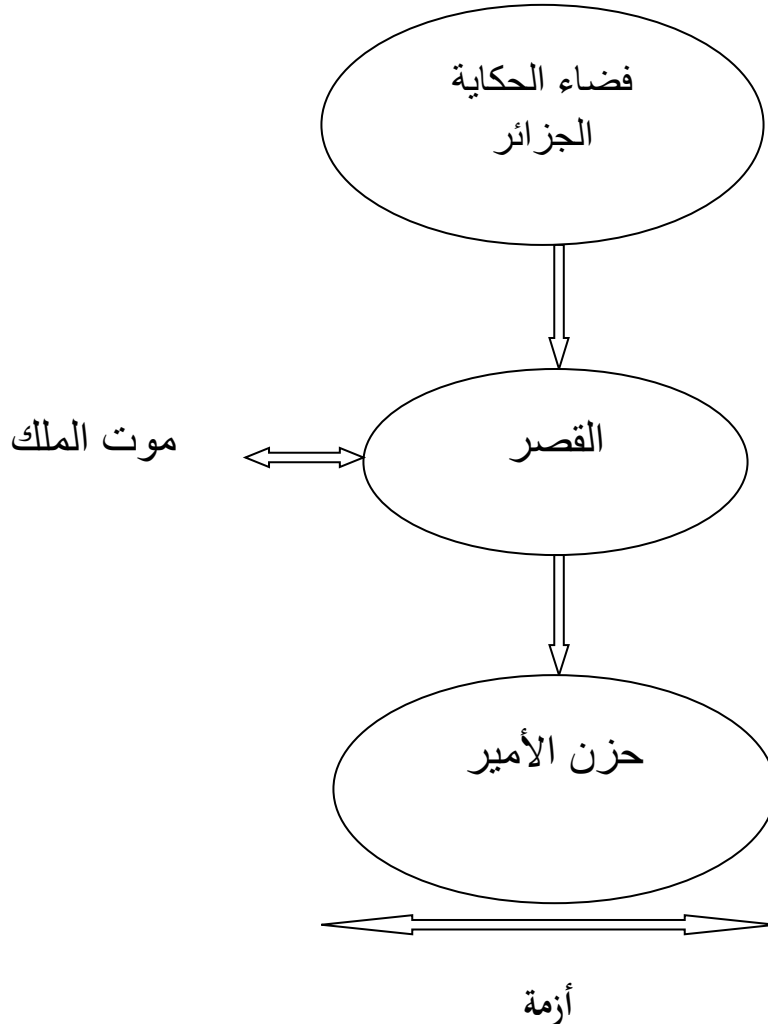 فضاء الحكاية
الجزائر
القصر
موت الملك
حزن الأمير
أزمة